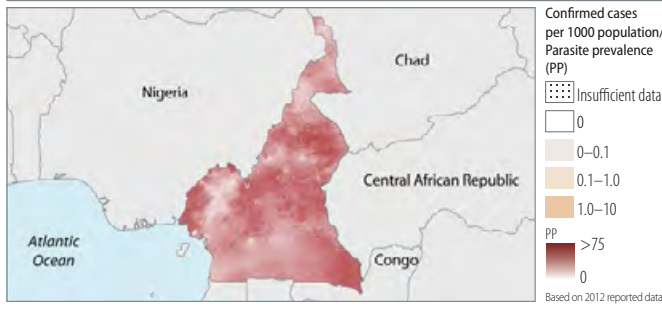 Nigeria
Chad
Central African Republic
Atlantic
Ocean
Congo
Confirmed cases
per 1000 population/
Parasite prevalence
(PP)
Insufficient data
0
0–0.1
0.1–1.0
1.0–10
PP
>75
0
Based on 2012 reported data